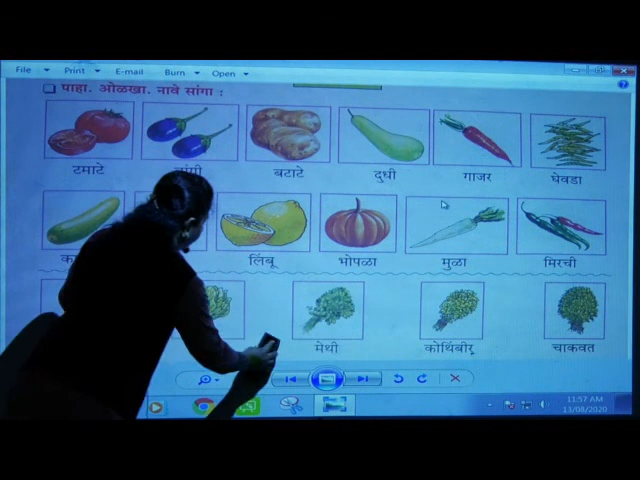 File Print E-mail Burn Open
❑ पाहा. ओळखा. नावे सांगा :
टमाटे वांगी बटाटे दुधी गाजर घेवडा
लिंबू भोपळा मुळा मिरची
मेथी कोथिंबीर चाकवत
11:57 AM
13/08/2020